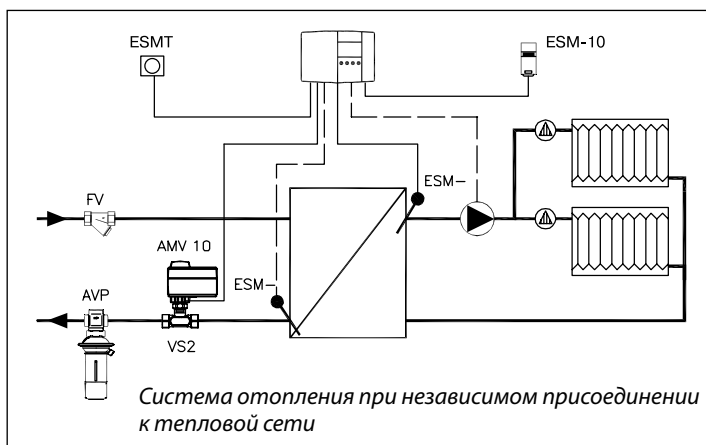 ESMT
ESM-10
FV
ESM-
AMV 10
ESM-
AVP
VS2
Система отопления при независимом присоединении
к тепловой сети